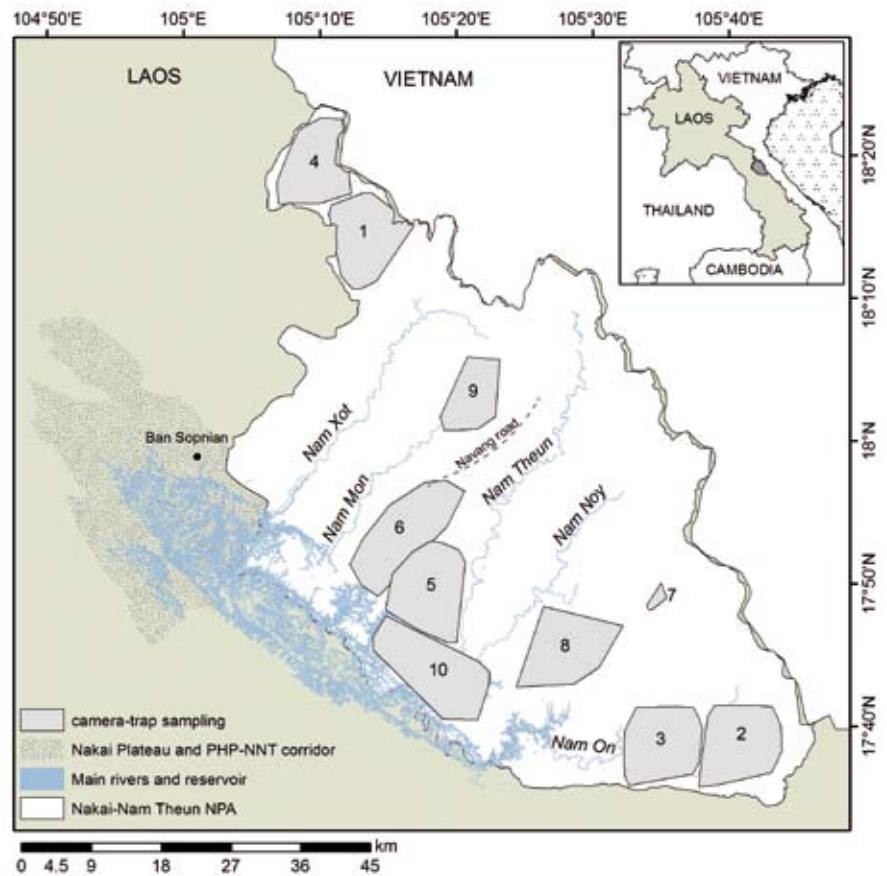 104°50'E 105°E 105°10'E 105°20'E 105°30'E 105°40'E
LAOS
VIETNAM
VIETNAM
LAOS
THAILAND
CAMBODIA
18°20'N
18°10'N
18°N
17°50'N
17°40'N
4
1
9
Nam Xot
Navang road
Ban Sopnian
Nam Mon
Nam Theun
Nam Noy
6
5
7
8
10
3
2
Nam On
camera-trap sampling
Nakai Plateau and PHP-NNT corridor
Main rivers and reservoir
Nakai-Nam Theun NPA
km
0 4.5 9 18 27 36 45